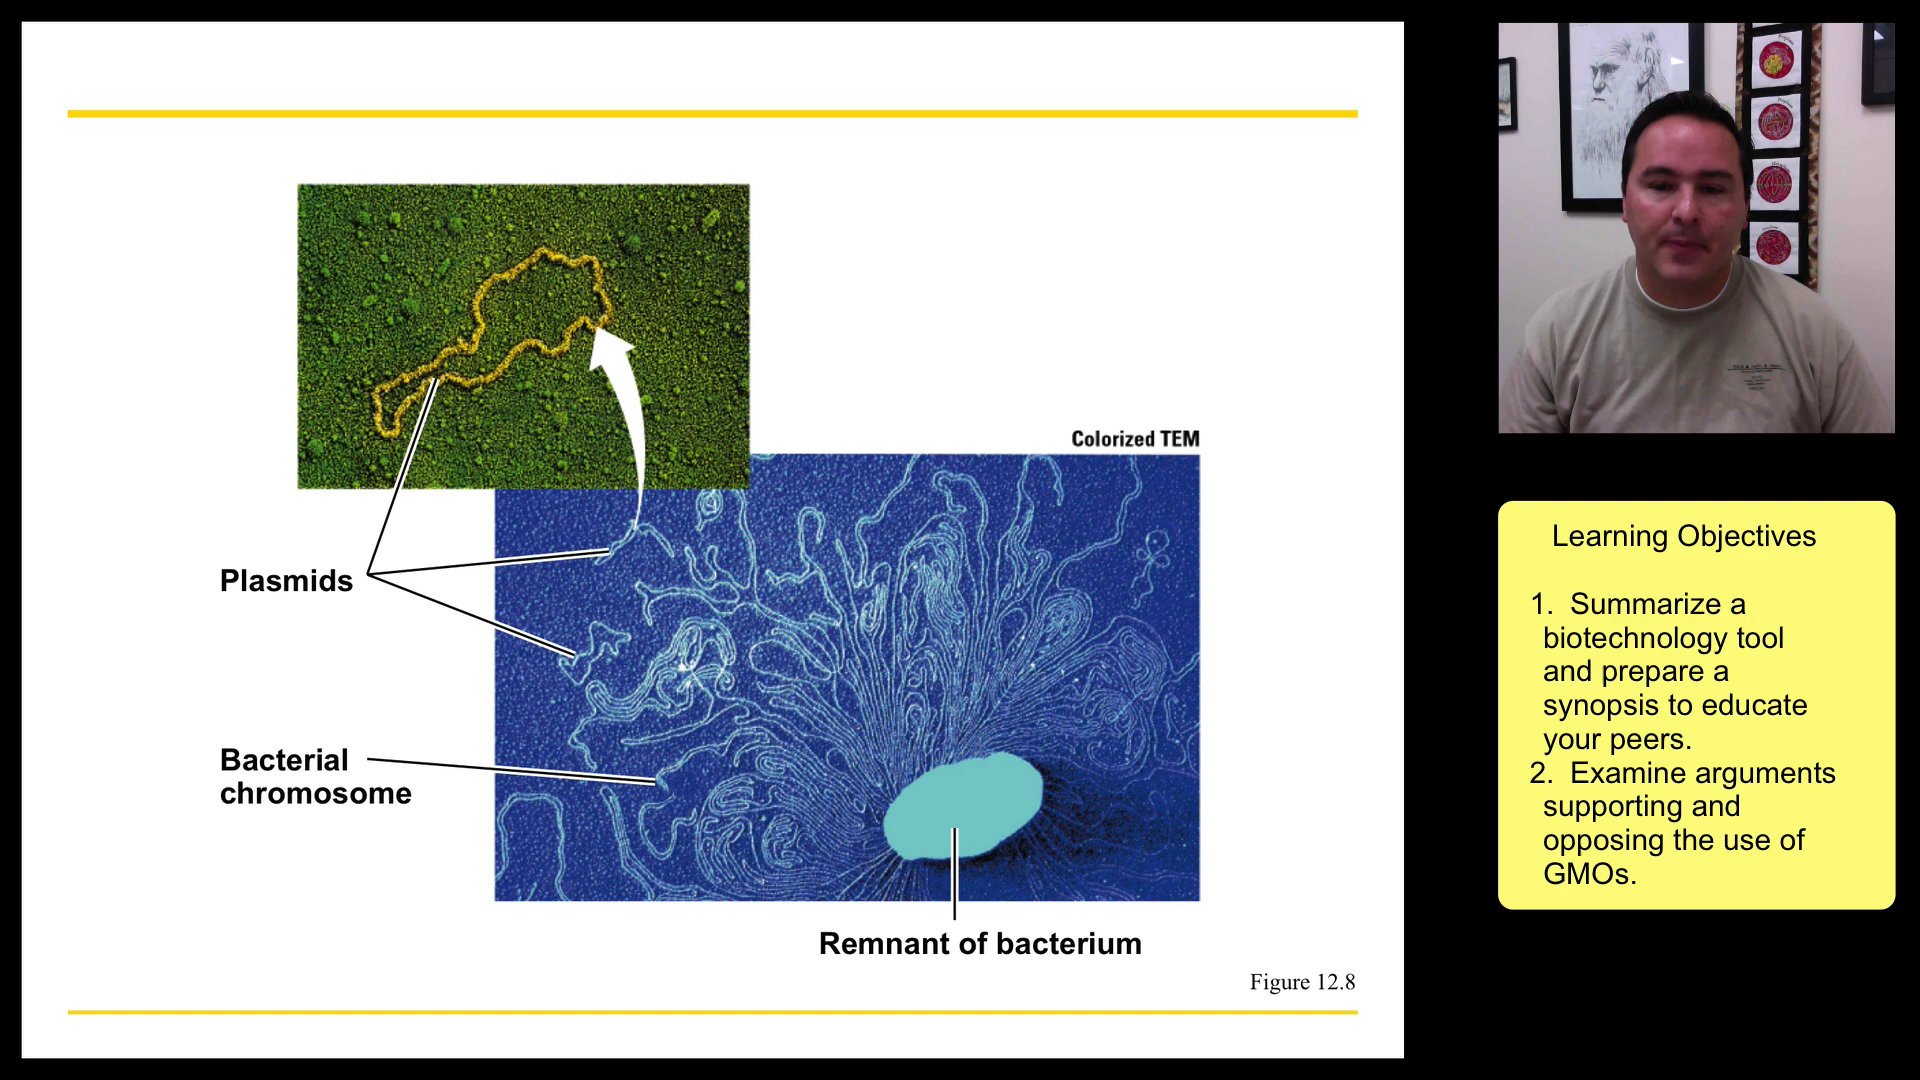 Colorized TEM
Plasmids
Bacterial
chromosome
Remnant of bacterium
Figure 12.8
Learning Objectives
1. Summarize a
biotechnology tool
and prepare a
synopsis to educate
your peers.
2. Examine arguments
supporting and
opposing the use of
GMOs.